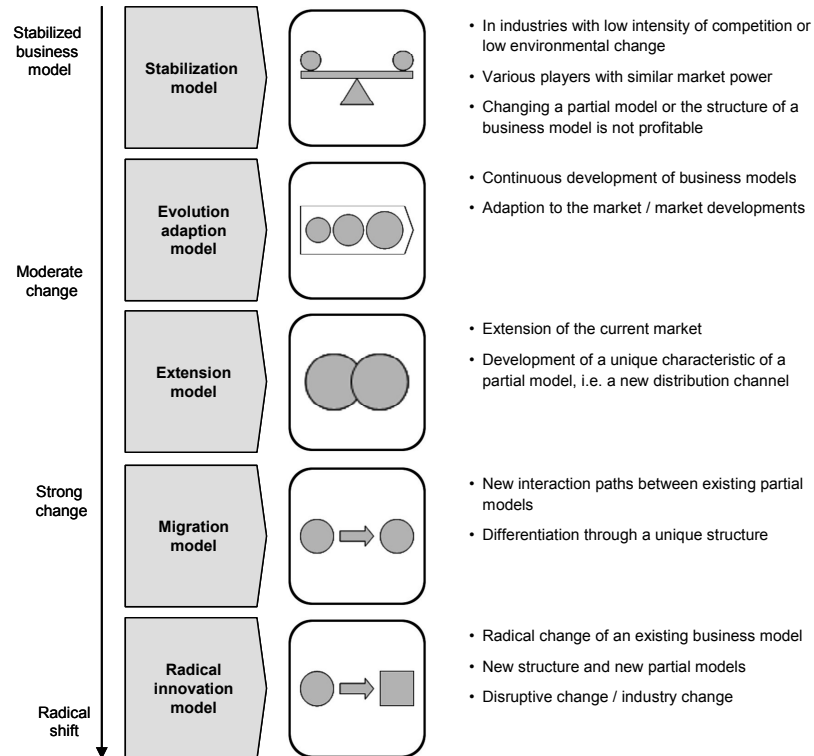 Stabilized
business
model
Stabilization
model
• In industries with low intensity of competition or
low environmental change
• Various players with similar market power
• Changing a partial model or the structure of a
business model is not profitable
Evolution
adaption
model
• Continuous development of business models
• Adaption to the market / market developments
Moderate
change
Extension
model
• Extension of the current market
• Development of a unique characteristic of a
partial model, i.e. a new distribution channel
Strong
change
Migration
model
• New interaction paths between existing partial
models
• Differentiation through a unique structure
Radical
innovation
model
• Radical change of an existing business model
• New structure and new partial models
• Disruptive change / industry change
Radical
shift